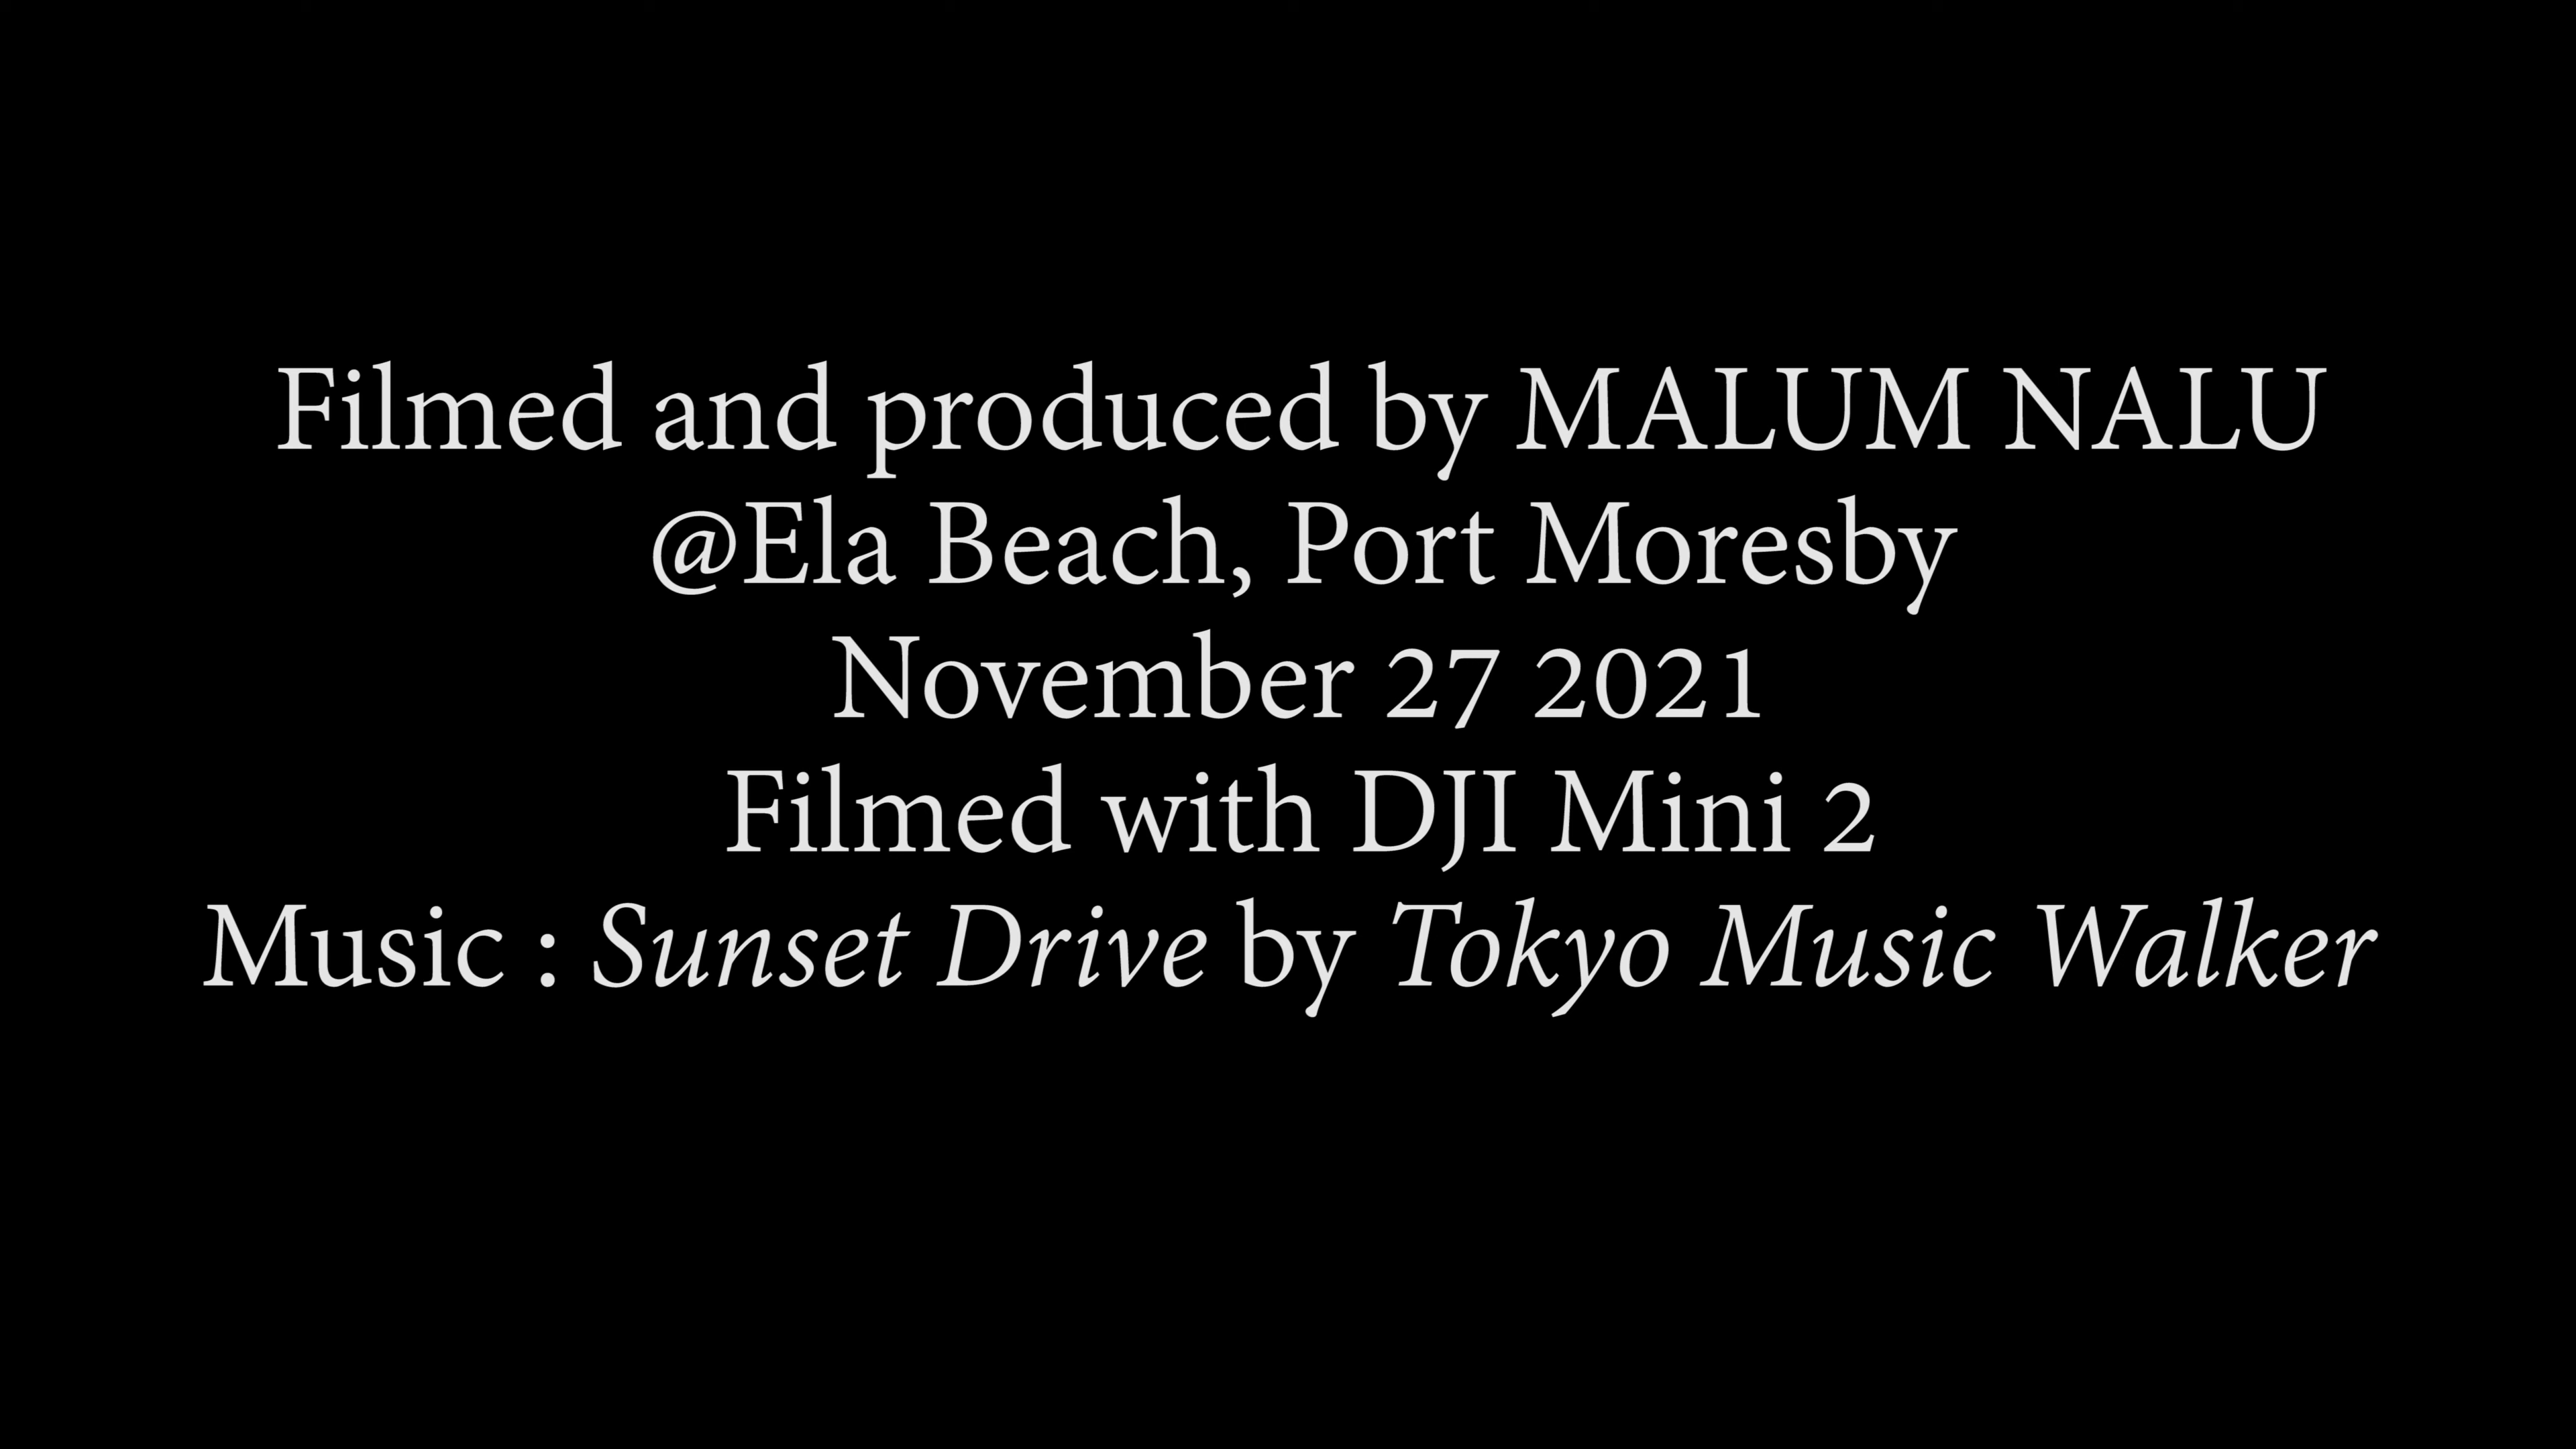 Filmed and produced by MALUM NALU
@Ela Beach, Port Moresby
November 27 2021
Filmed with DJI Mini 2
Music : Sunset Drive by Tokyo Music Walker